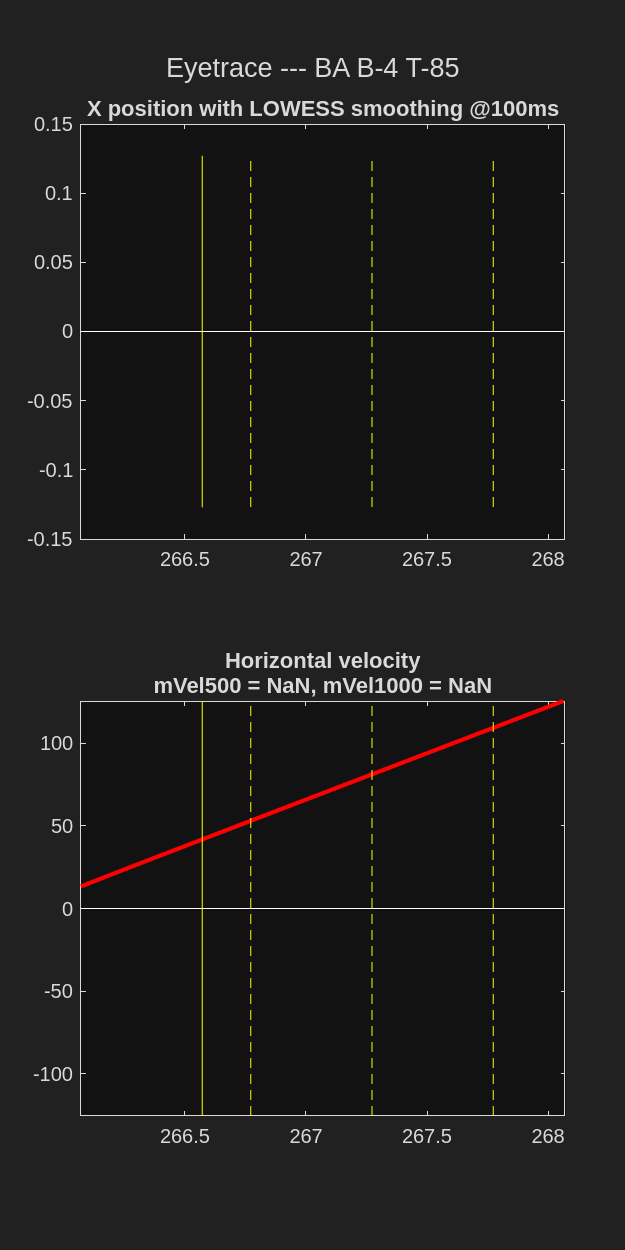 Eyetrace --- BA B-4 T-85
X position with LOWESS smoothing @100ms
0.15
0.1
0.05
0
-0.05
-0.1
-0.15
266.5 267 267.5 268
Horizontal velocity
mVel500 = NaN, mVel1000 = NaN
100
50
0
-50
-100
266.5 267 267.5 268